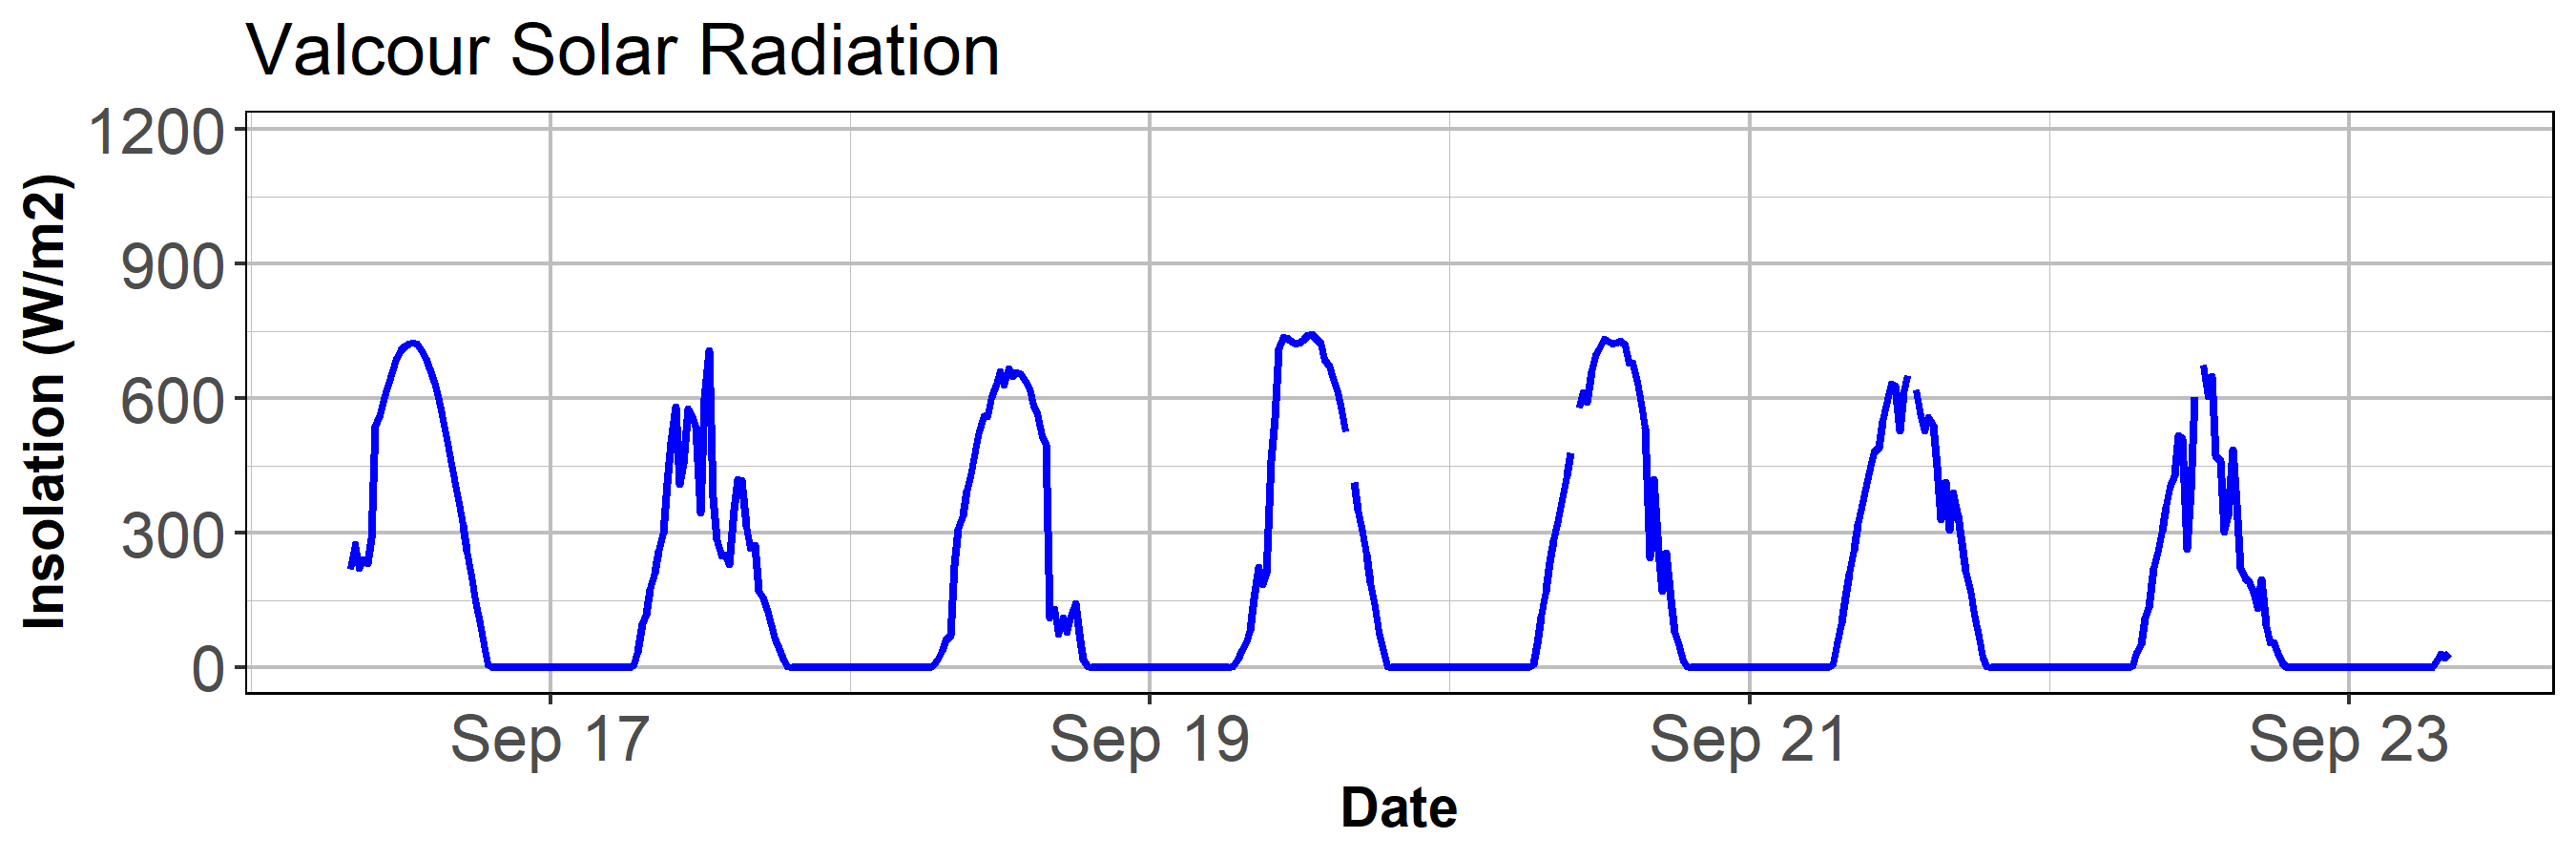 Valcour Solar Radiation
1200
900
600
300
0
Insolation (W/m2)
Sep 17
Sep 19
Sep 21
Sep 23
Date